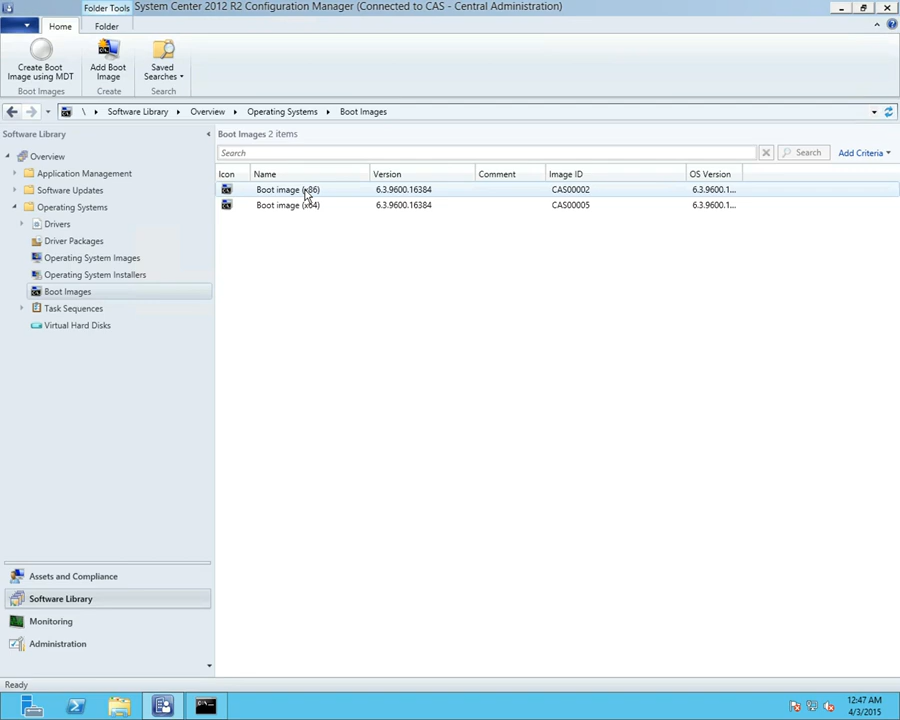 Folder Tools
System Center 2012 R2 Configuration Manager (Connected to CAS - Central Administration)
Home
Folder
Create Boot Image using MDT
Add Boot Image
Saved Searches
Boot Images
Create
Search
\ Software Library Overview Operating Systems Boot Images
Software Library
Boot Images 2 items
Search
Search
Add Criteria
Icon Name Version Comment Image ID OS Version
Boot image (x86) 6.3.9600.16384 CAS00002 6.3.9600.1...
Boot image (x64) 6.3.9600.16384 CAS00005 6.3.9600.1...
Overview
Application Management
Software Updates
Operating Systems
Drivers
Driver Packages
Operating System Images
Operating System Installers
Boot Images
Task Sequences
Virtual Hard Disks
Assets and Compliance
Software Library
Monitoring
Administration
Ready
12:47 AM
4/3/2015